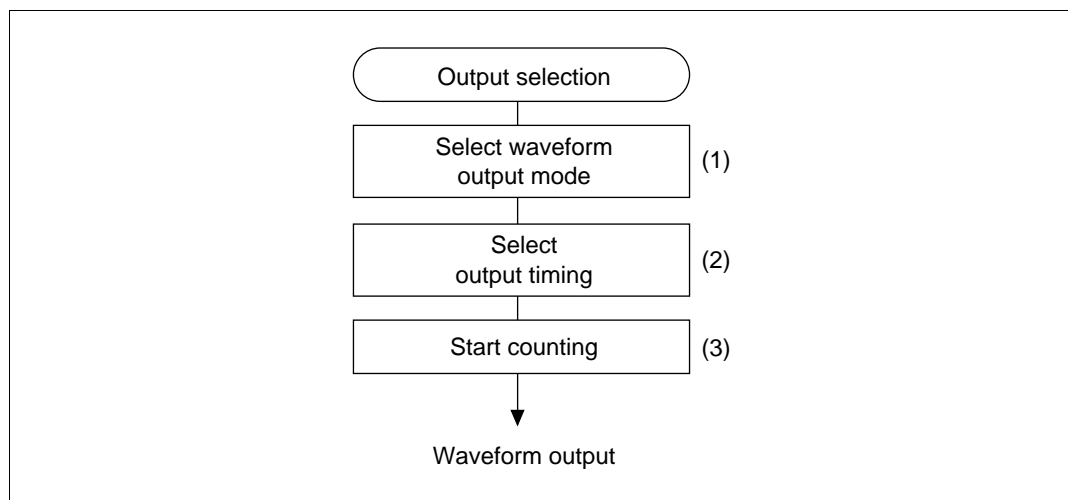 Output selection
Select waveform
output mode
(1)
Select
output timing
(2)
Start counting
(3)
Waveform output